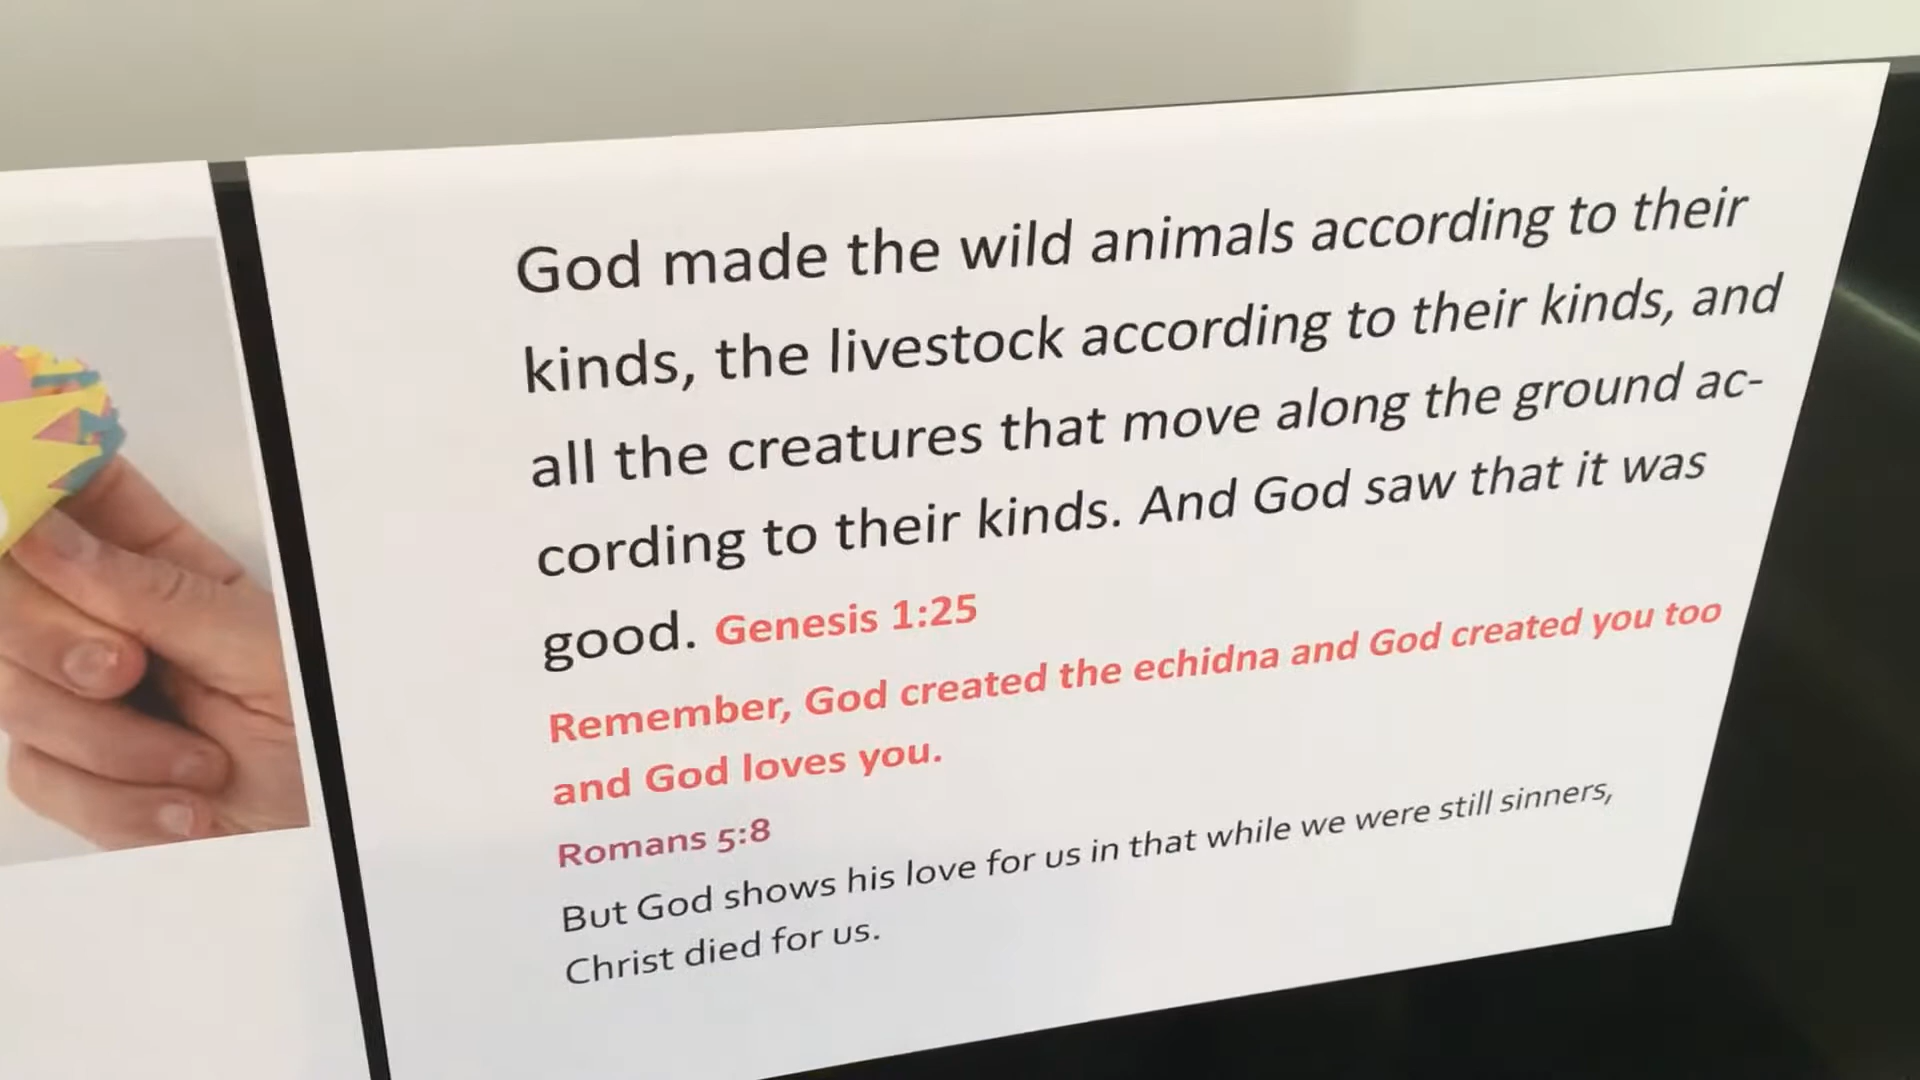 God made the wild animals according to their
kinds, the livestock according to their kinds, and
all the creatures that move along the ground ac-
cording to their kinds. And God saw that it was
good. Genesis 1:25
Remember, God created the echidna and God created you too
and God loves you.
Romans 5:8
But God shows his love for us in that while we were still sinners,
Christ died for us.